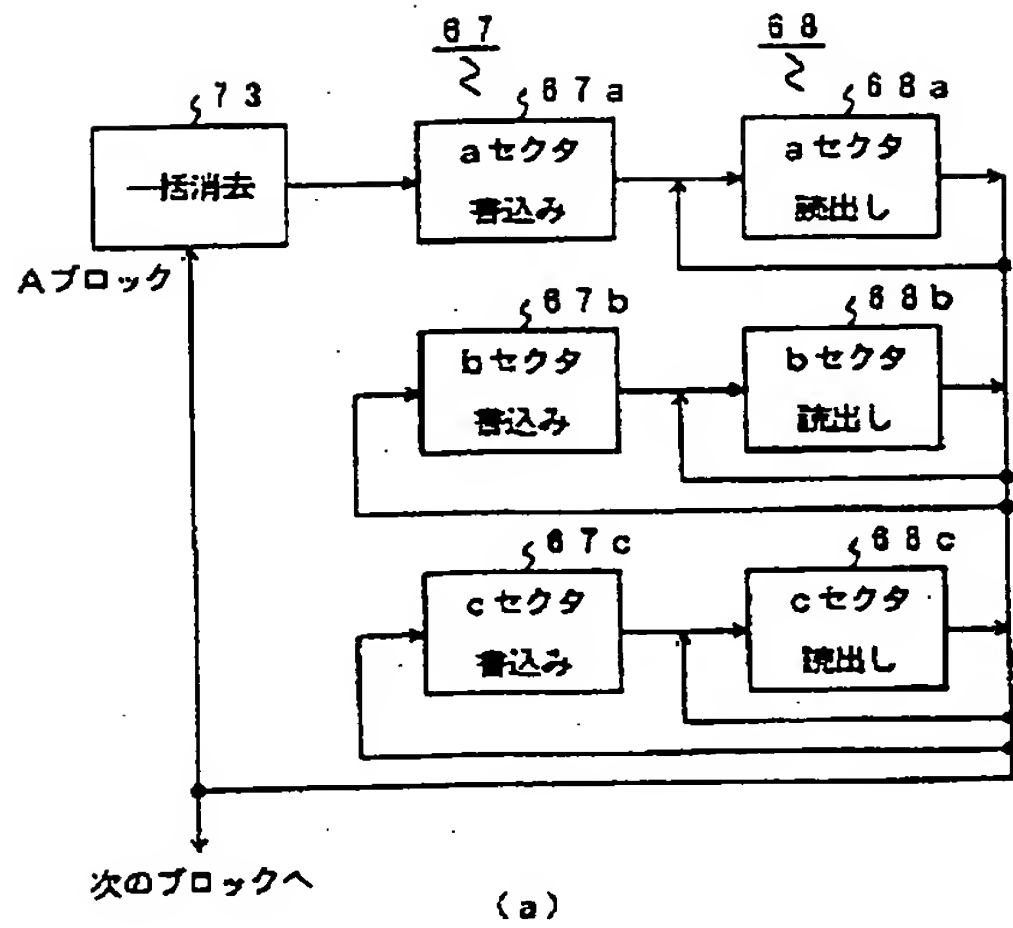 67
68
73
一括消去
Aブロック
67a
aセクタ
書込み
68a
aセクタ
読出し
67b
bセクタ
書込み
68b
bセクタ
読出し
67c
cセクタ
書込み
68c
cセクタ
読出し
次のブロックへ
(a)